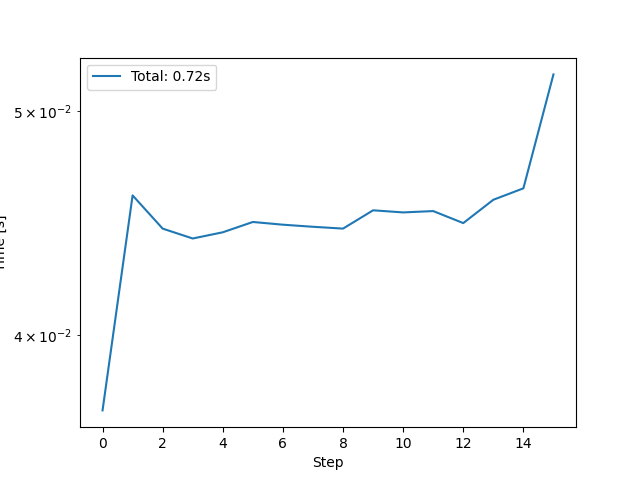 Total: 0.72s
5 × 10⁻²
4 × 10⁻²
Time [s]
0 2 4 6 8 10 12 14
Step